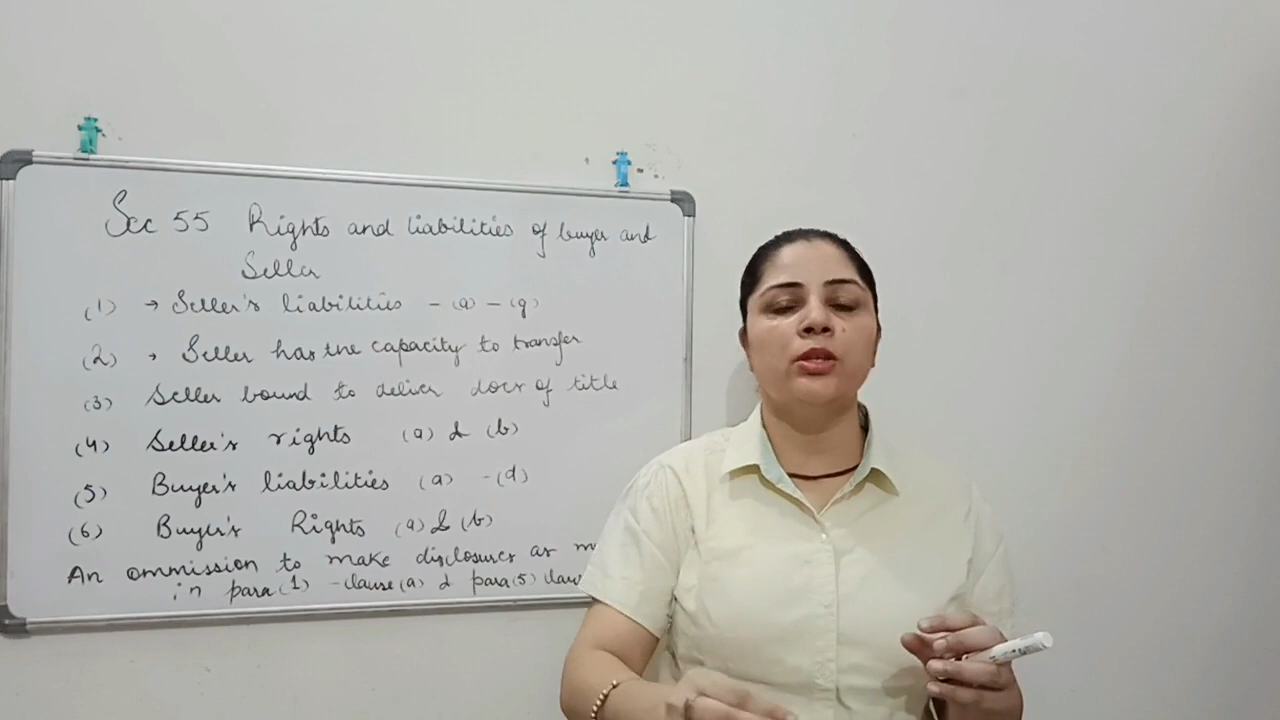 Sec 55 Rights and liabilities of buyer and
Seller
(1) → Seller's liabilities - (a) - (g)
(2) → Seller has the capacity to transfer
(3) Seller bound to deliver docs of title
(4) Seller's rights (a) & (b)
(5) Buyer's liabilities (a) - (d)
(6) Buyer's Rights (a) & (b)
An ommission to make disclosures as
in para (1) - clause (a) & para (5)